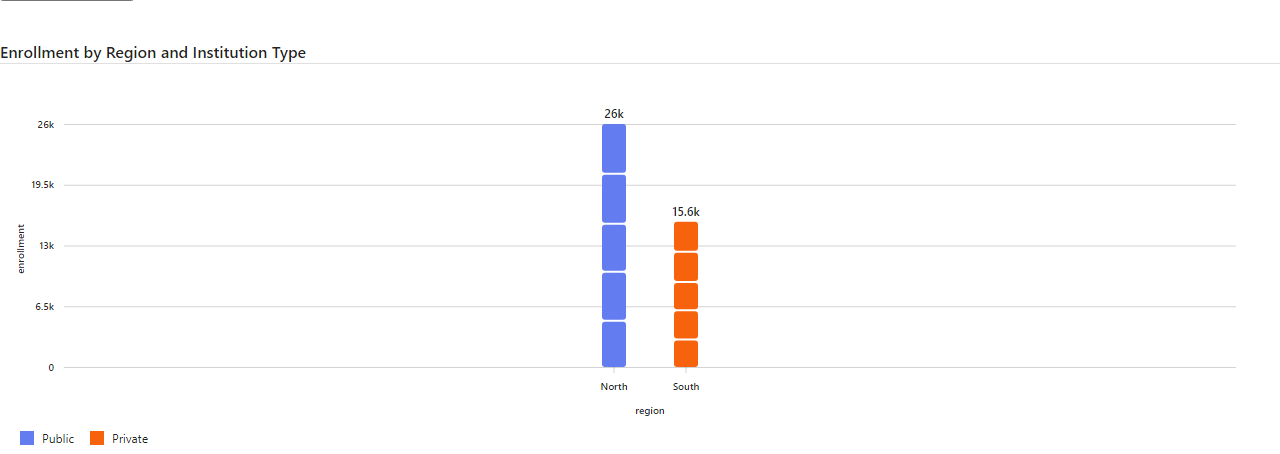 Enrollment by Region and Institution Type
26k
26k
19.5k
15.6k
13k
enrollment
6.5k
0
North South
region
Public Private